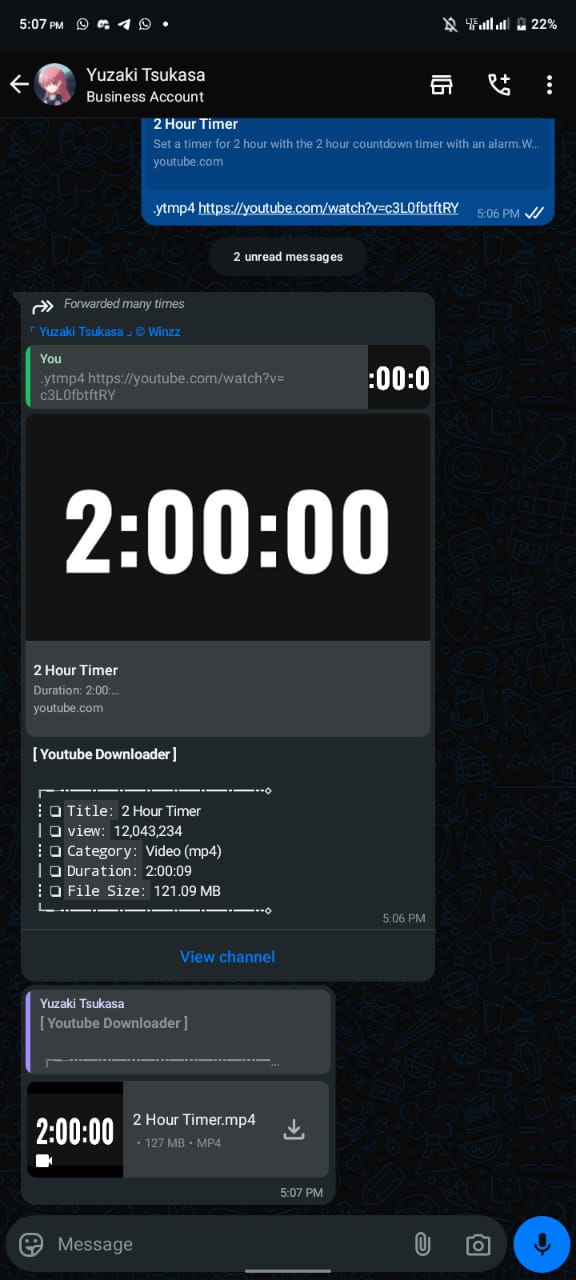 5:07 PM
LTE
22%
Yuzaki Tsukasa
Business Account
2 Hour Timer
Set a timer for 2 hour with the 2 hour countdown timer with an alarm.W...
youtube.com
.ytmp4 https://youtube.com/watch?v=c3L0fbtftRY 5:06 PM
2 unread messages
Forwarded many times
「 Yuzaki Tsukasa 」 © Winzz
You
.ytmp4 https://youtube.com/watch?v=
c3L0fbtftRY
:00:0
2:00:00
2 Hour Timer
Duration: 2:00:...
youtube.com
[ Youtube Downloader ]
❏ Title: 2 Hour Timer
❏ view: 12,043,234
❏ Category: Video (mp4)
❏ Duration: 2:00:09
❏ File Size: 121.09 MB
5:06 PM
View channel
Yuzaki Tsukasa
[ Youtube Downloader ]
2:00:00
2 Hour Timer.mp4
• 127 MB • MP4
5:07 PM
Message